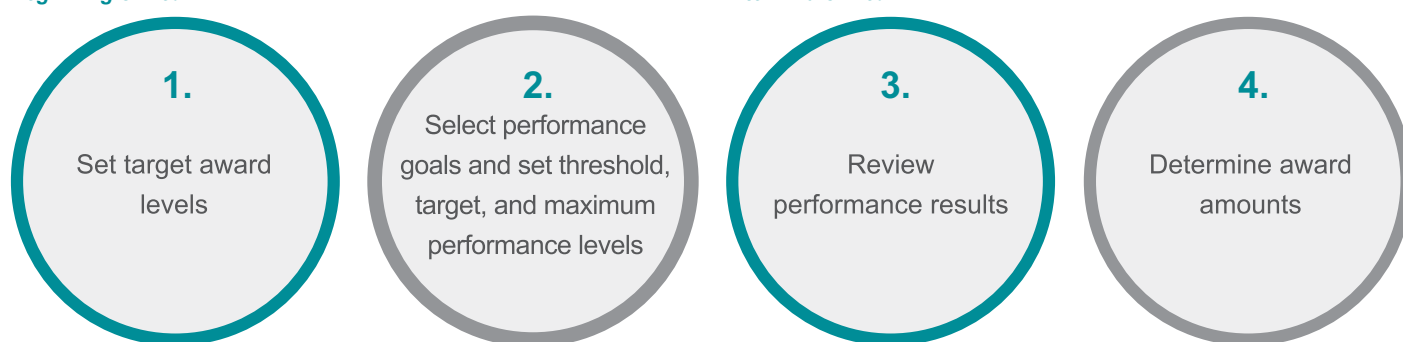 1.
Set target award
levels
2.
Select performance
goals and set threshold,
target, and maximum
performance levels
3.
Review
performance results
4.
Determine award
amounts